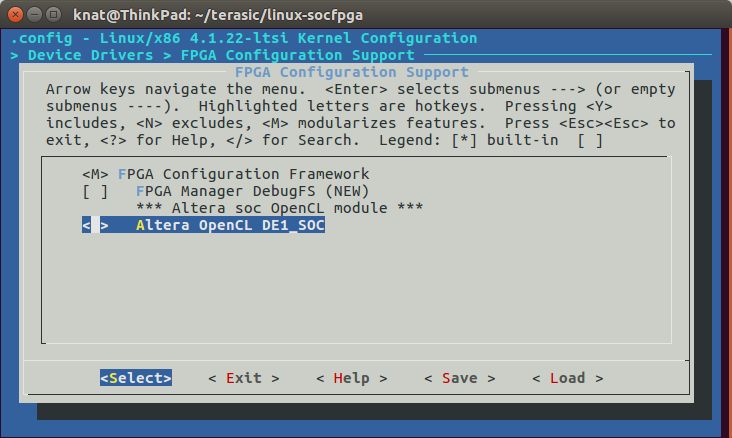 knat@ThinkPad: ~/terasic/linux-socfpga
.config - Linux/x86 4.1.22-ltsi Kernel Configuration
> Device Drivers > FPGA Configuration Support
FPGA Configuration Support
Arrow keys navigate the menu.  <Enter> selects submenus ---> (or empty
submenus ----).  Highlighted letters are hotkeys.  Pressing <Y>
includes, <N> excludes, <M> modularizes features.  Press <Esc><Esc> to
exit, <?> for Help, </> for Search.  Legend: [*] built-in  [ ]
<M> FPGA Configuration Framework
[ ]   FPGA Manager DebugFS (NEW)
*** Altera soc OpenCL module ***
< >   Altera OpenCL DE1_SOC
<Select>    < Exit >    < Help >    < Save >    < Load >